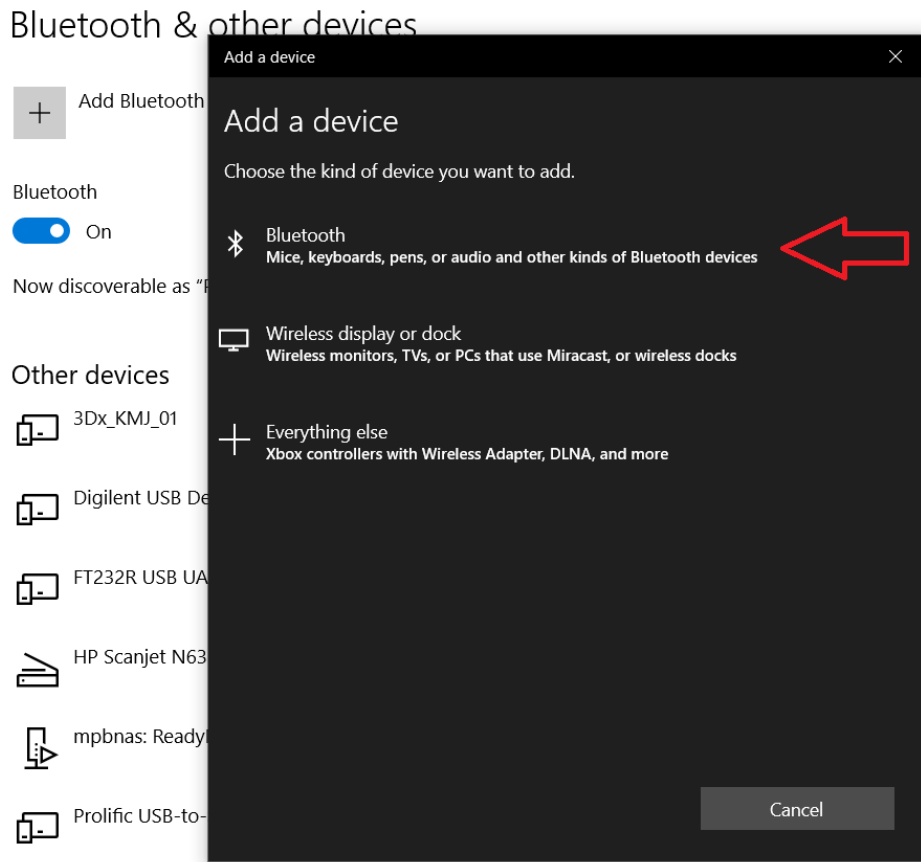 Bluetooth & other devices
Add Bluetooth
Bluetooth
On
Now discoverable as “
Other devices
3Dx_KMJ_01
Digilent USB De
FT232R USB UA
HP Scanjet N63
mpbnas: Ready
Prolific USB-to-
Add a device
Add a device
Choose the kind of device you want to add.
Bluetooth
Mice, keyboards, pens, or audio and other kinds of Bluetooth devices
Wireless display or dock
Wireless monitors, TVs, or PCs that use Miracast, or wireless docks
Everything else
Xbox controllers with Wireless Adapter, DLNA, and more
Cancel